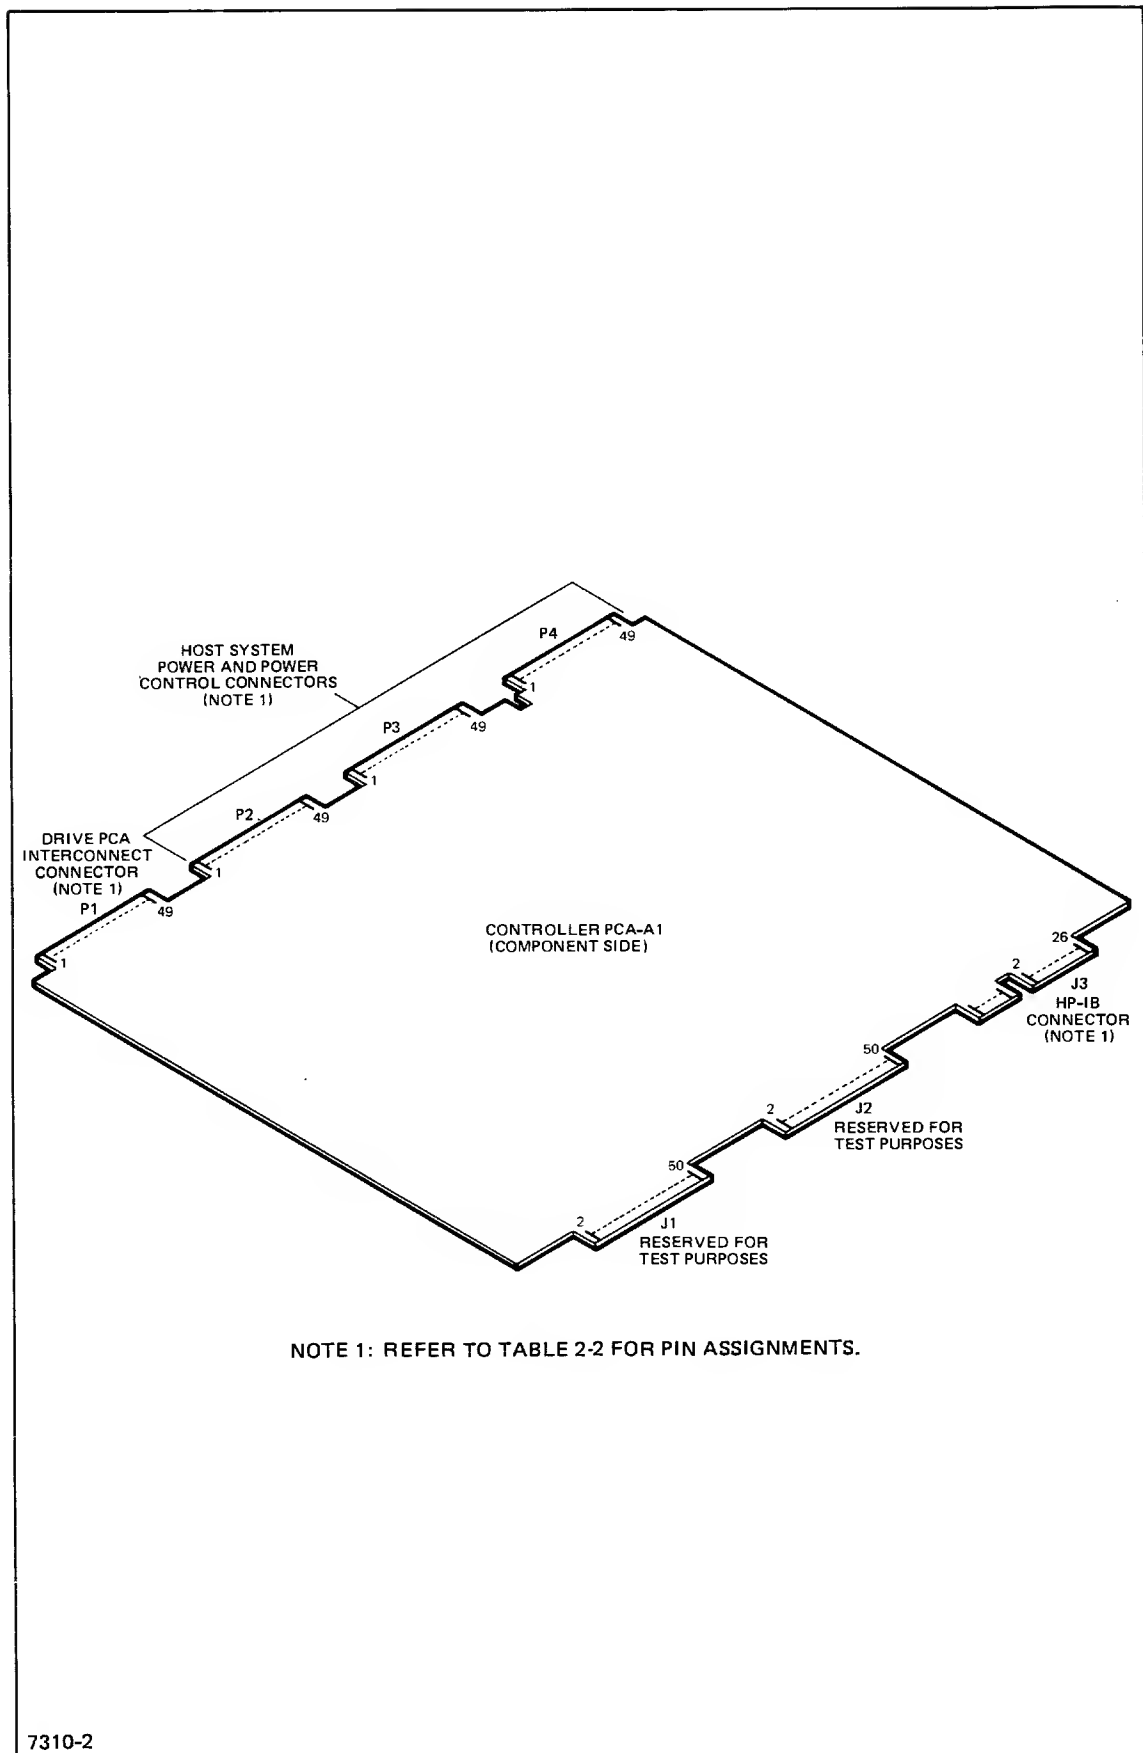 HOST SYSTEM
POWER AND POWER
CONTROL CONNECTORS
(NOTE 1)
P4
49
1
P3
49
1
P2
49
1
DRIVE PCA
INTERCONNECT
CONNECTOR
(NOTE 1)
P1
49
1
CONTROLLER PCA-A1
(COMPONENT SIDE)
26
2
J3
HP-IB
CONNECTOR
(NOTE 1)
50
2
J2
RESERVED FOR
TEST PURPOSES
50
2
J1
RESERVED FOR
TEST PURPOSES
NOTE 1: REFER TO TABLE 2-2 FOR PIN ASSIGNMENTS.
7310-2